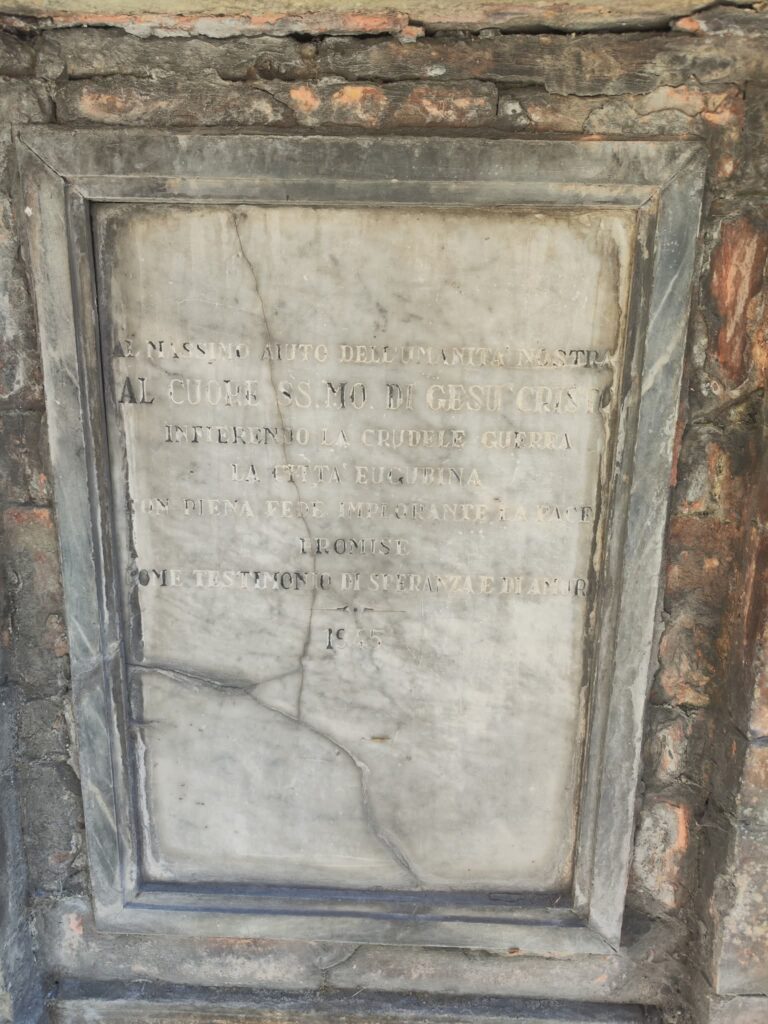 AL MASSIMO AIUTO DELL'UMANITA' NOSTRA
AL CUORE SS.MO. DI GESU' CRISTO
INFIERENDO LA CRUDELE GUERRA
LA CITTA' EUGUBINA
CON PIENA FEDE IMPLORANTE LA PACE
PROMISE
COME TESTIMONIO DI SPERANZA E DI AMORE